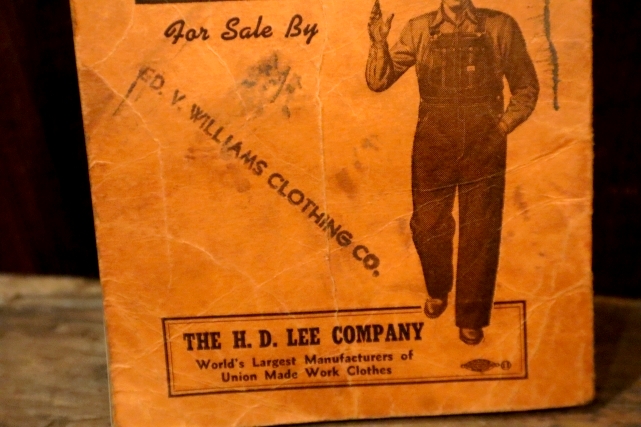 For Sale By
ED. V. WILLIAMS CLOTHING CO.
THE H. D. LEE COMPANY
World's Largest Manufacturers of
Union Made Work Clothes